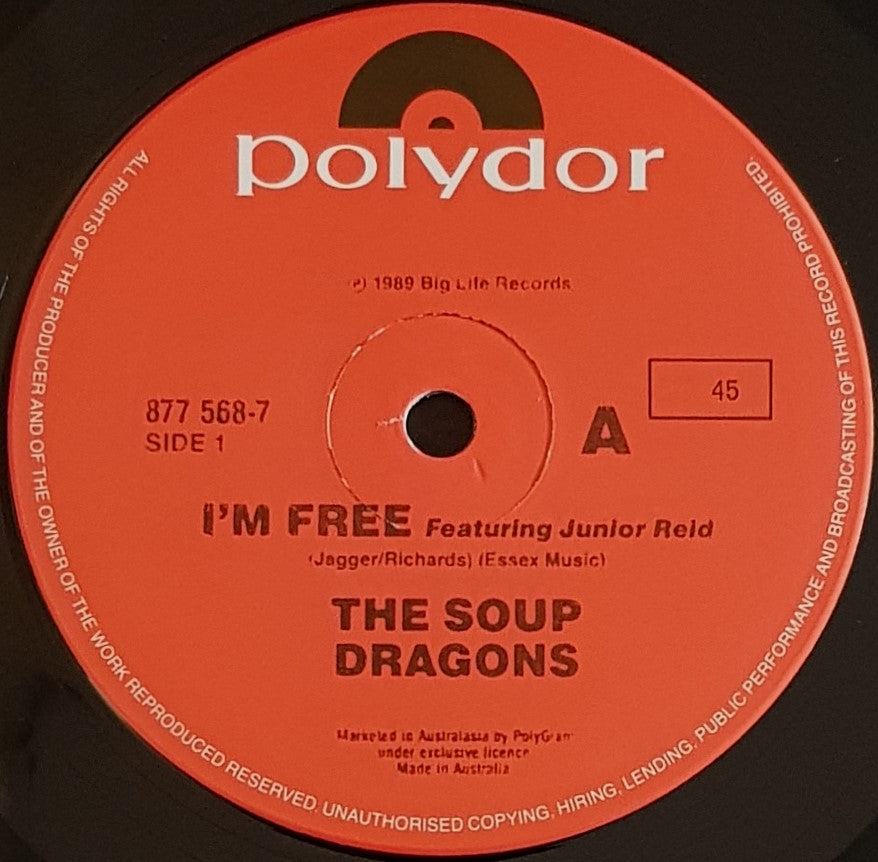 polydor
℗ 1989 Big Life Records
45
877 568-7
SIDE 1
A
I'M FREE Featuring Junior Reid
(Jagger/Richards) (Essex Music)
THE SOUP
DRAGONS
Marketed in Australasia by PolyGram
under exclusive licence
Made in Australia
ALL RIGHTS OF THE PRODUCER AND OF THE OWNER OF THE WORK REPRODUCED RESERVED. UNAUTHORISED COPYING, HIRING, LENDING, PUBLIC PERFORMANCE AND BROADCASTING OF THIS RECORD PROHIBITED.